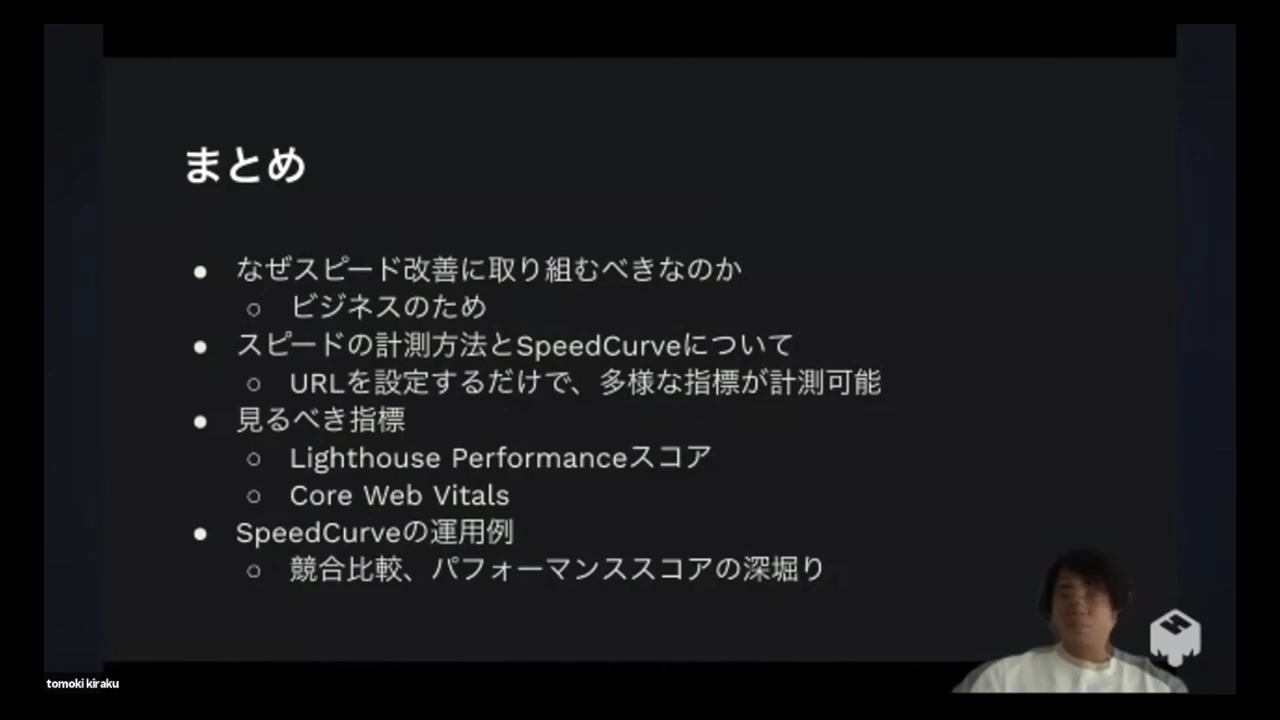 まとめ
● なぜスピード改善に取り組むべきなのか
○ ビジネスのため
● スピードの計測方法とSpeedCurveについて
○ URLを設定するだけで、多様な指標が計測可能
● 見るべき指標
○ Lighthouse Performanceスコア
○ Core Web Vitals
● SpeedCurveの運用例
○ 競合比較、パフォーマンススコアの深堀り
tomoki kiraku